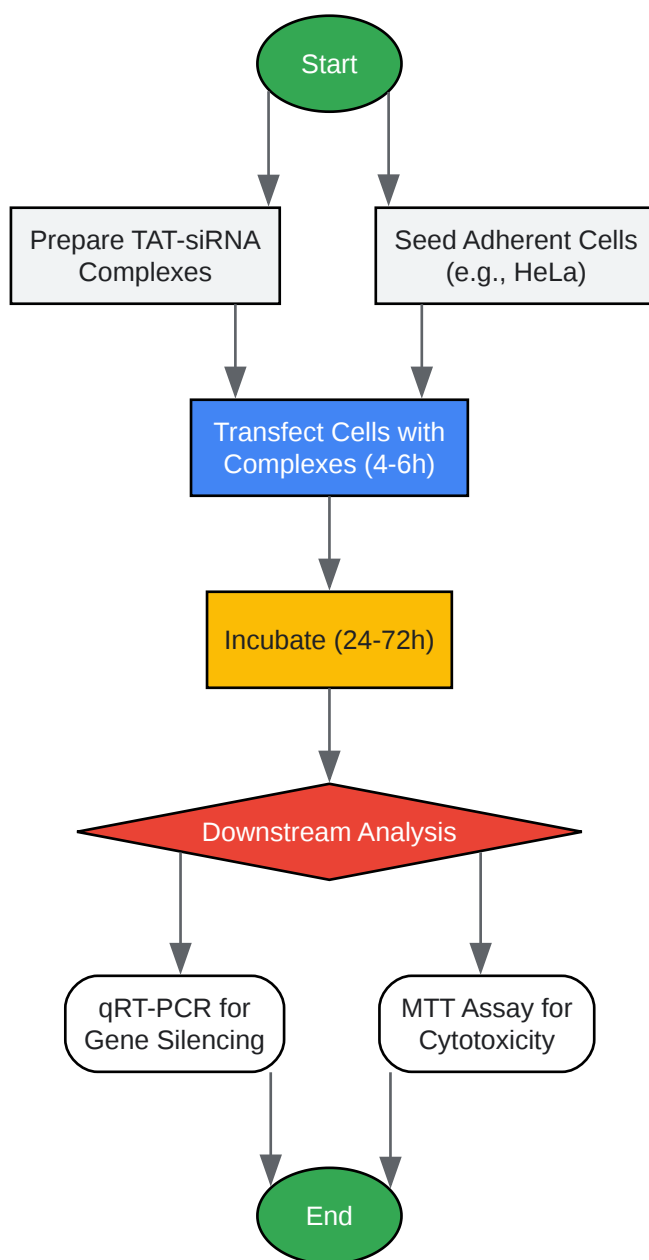 Start
Prepare TAT-siRNA
Complexes
Seed Adherent Cells
(e.g., HeLa)
Transfect Cells with
Complexes (4-6h)
Incubate (24-72h)
Downstream Analysis
qRT-PCR for
Gene Silencing
MTT Assay for
Cytotoxicity
End